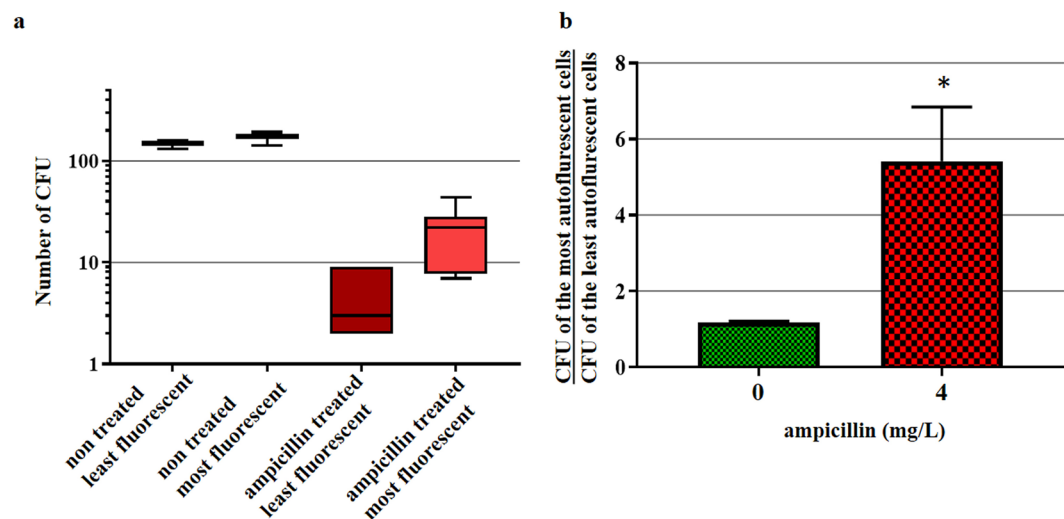 a
Number of CFU
100
10
1
non treated
least fluorescent
non treated
most fluorescent
ampicillin treated
least fluorescent
ampicillin treated
most fluorescent
b
CFU of the most autoflurescent cells
CFU of the least autoflurescent cells
8
6
4
2
0
*
0
4
ampicillin (mg/L)